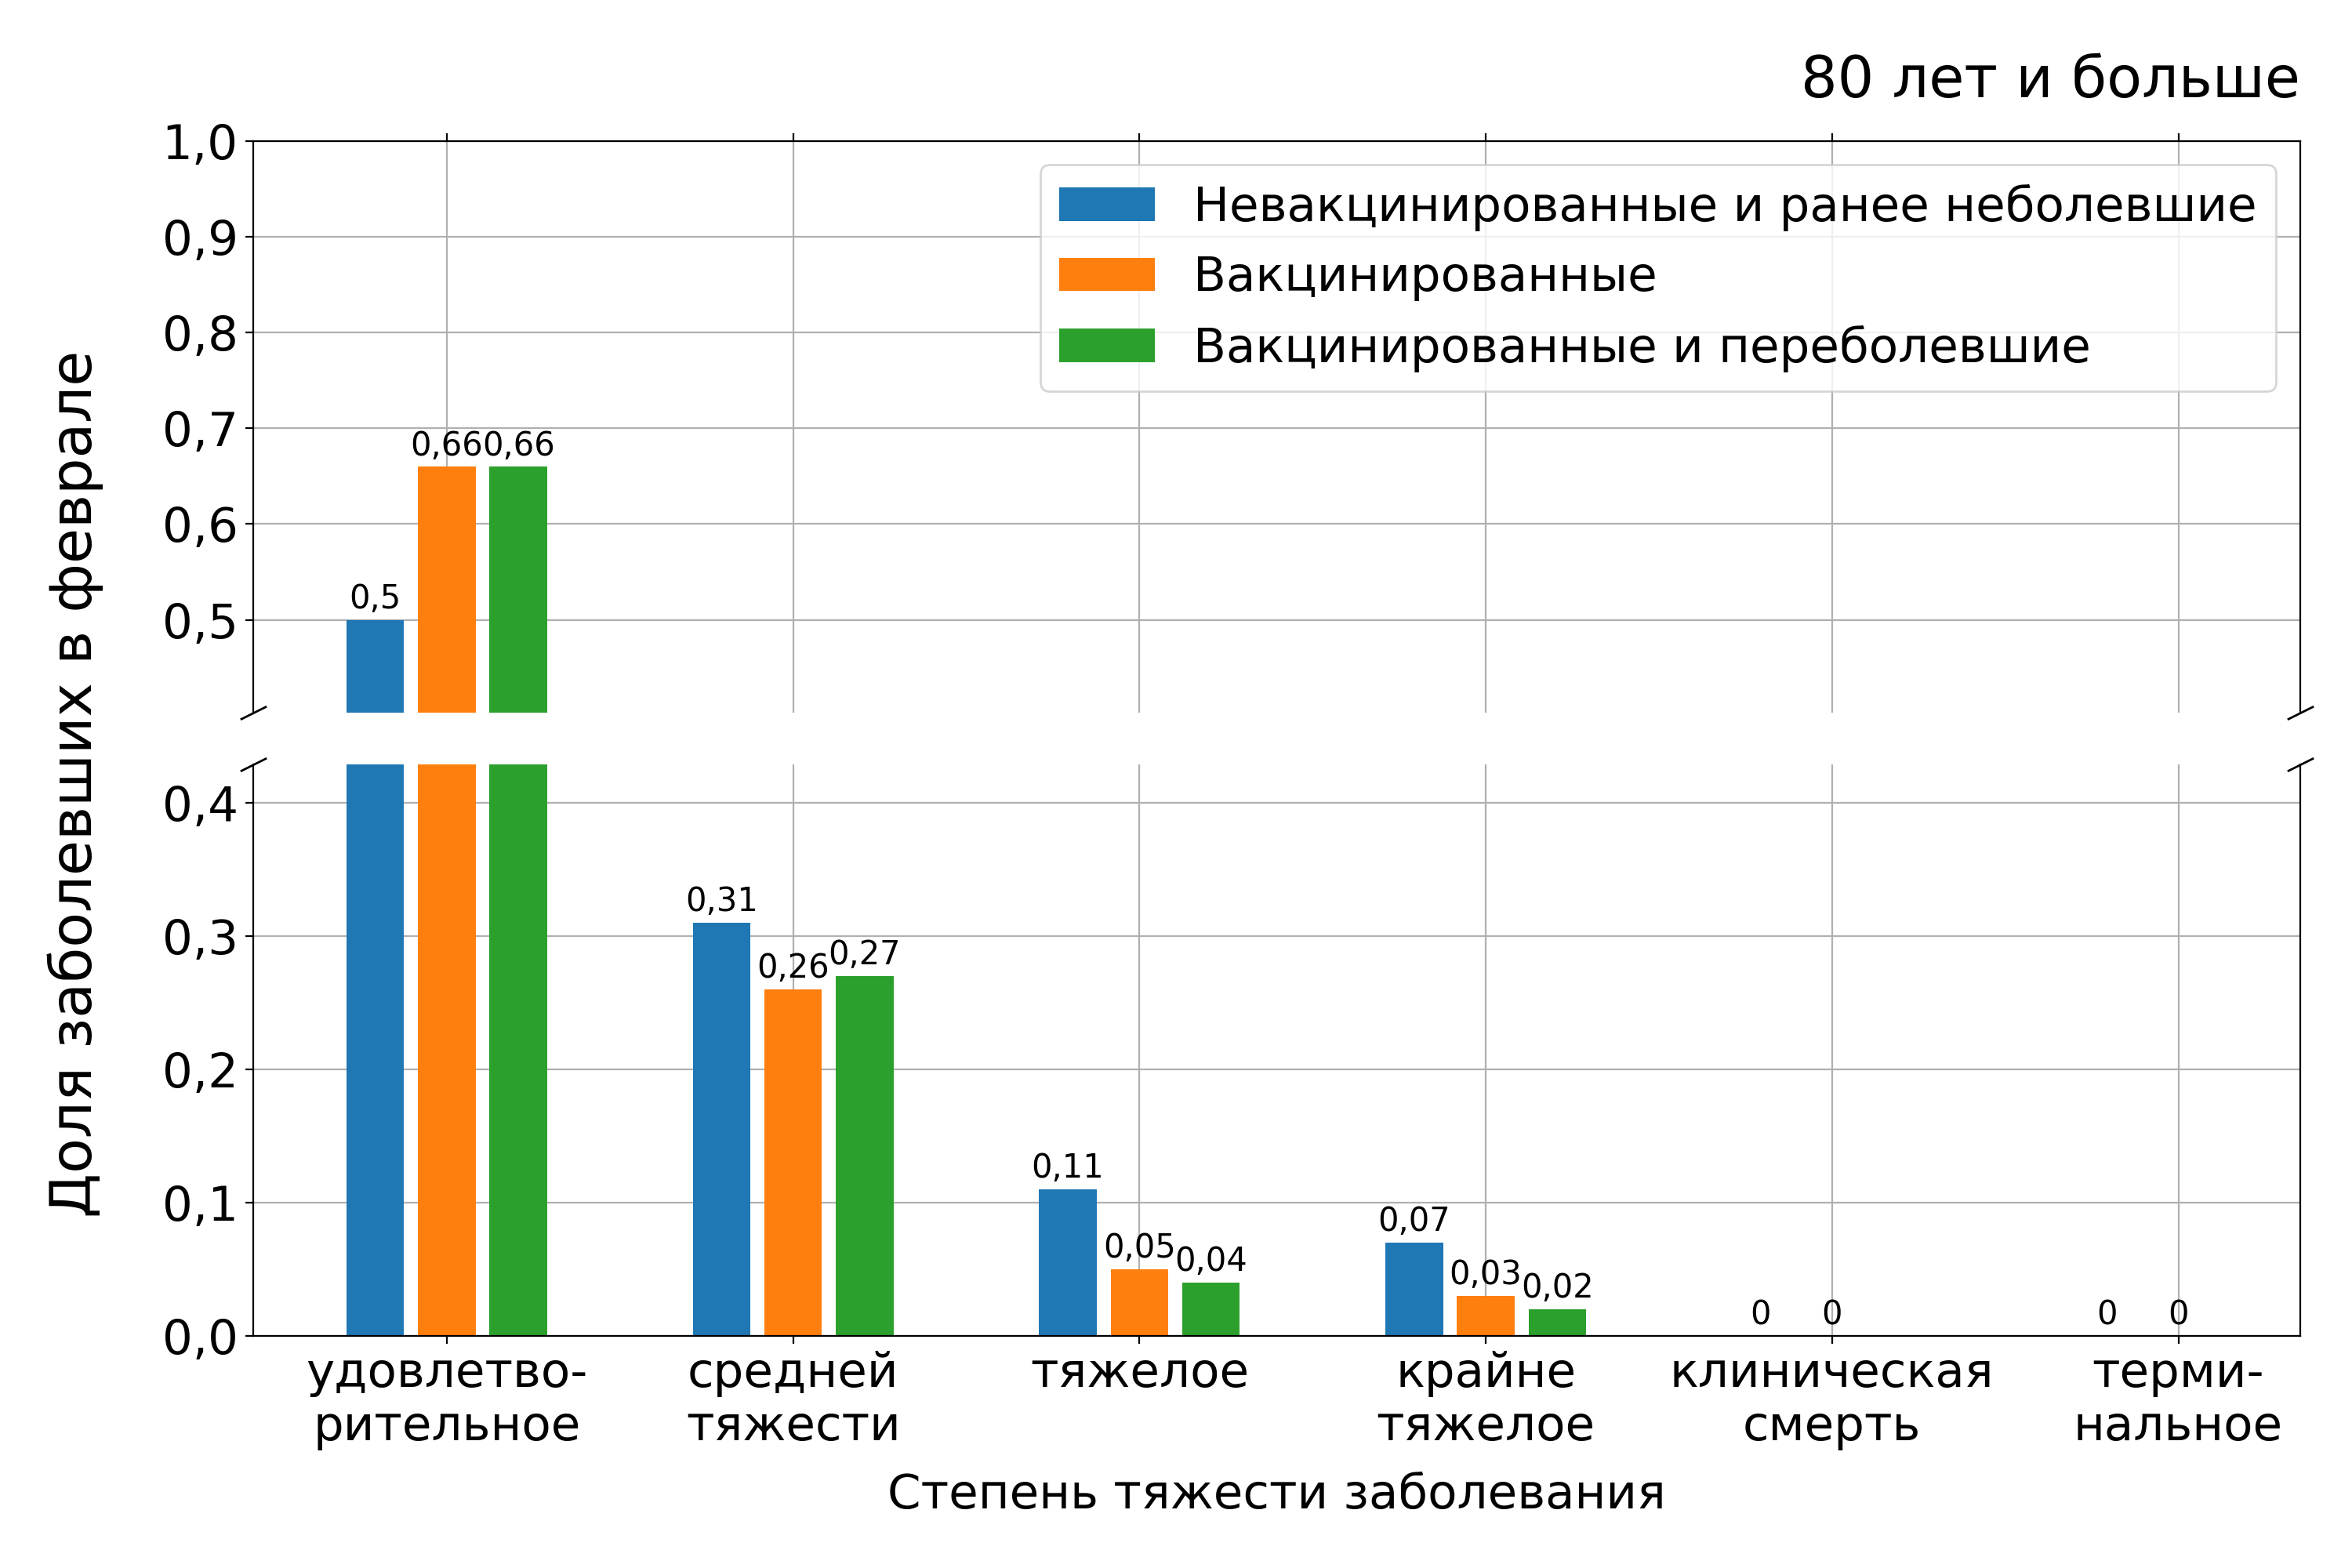 80 лет и больше
Доля заболевших в феврале
1,0
0,9
0,8
0,7
0,6
0,5
0,4
0,3
0,2
0,1
0,0
Невакцинированные и ранее неболевшие
Вакцинированные
Вакцинированные и переболевшие
0,5 0,66 0,66
0,31 0,26 0,27
0,11 0,05 0,04
0,07 0,03 0,02
0 0
0 0
удовлетво-
рительное
средней
тяжести
тяжелое
крайне
тяжелое
клиническая
смерть
терми-
нальное
Степень тяжести заболевания